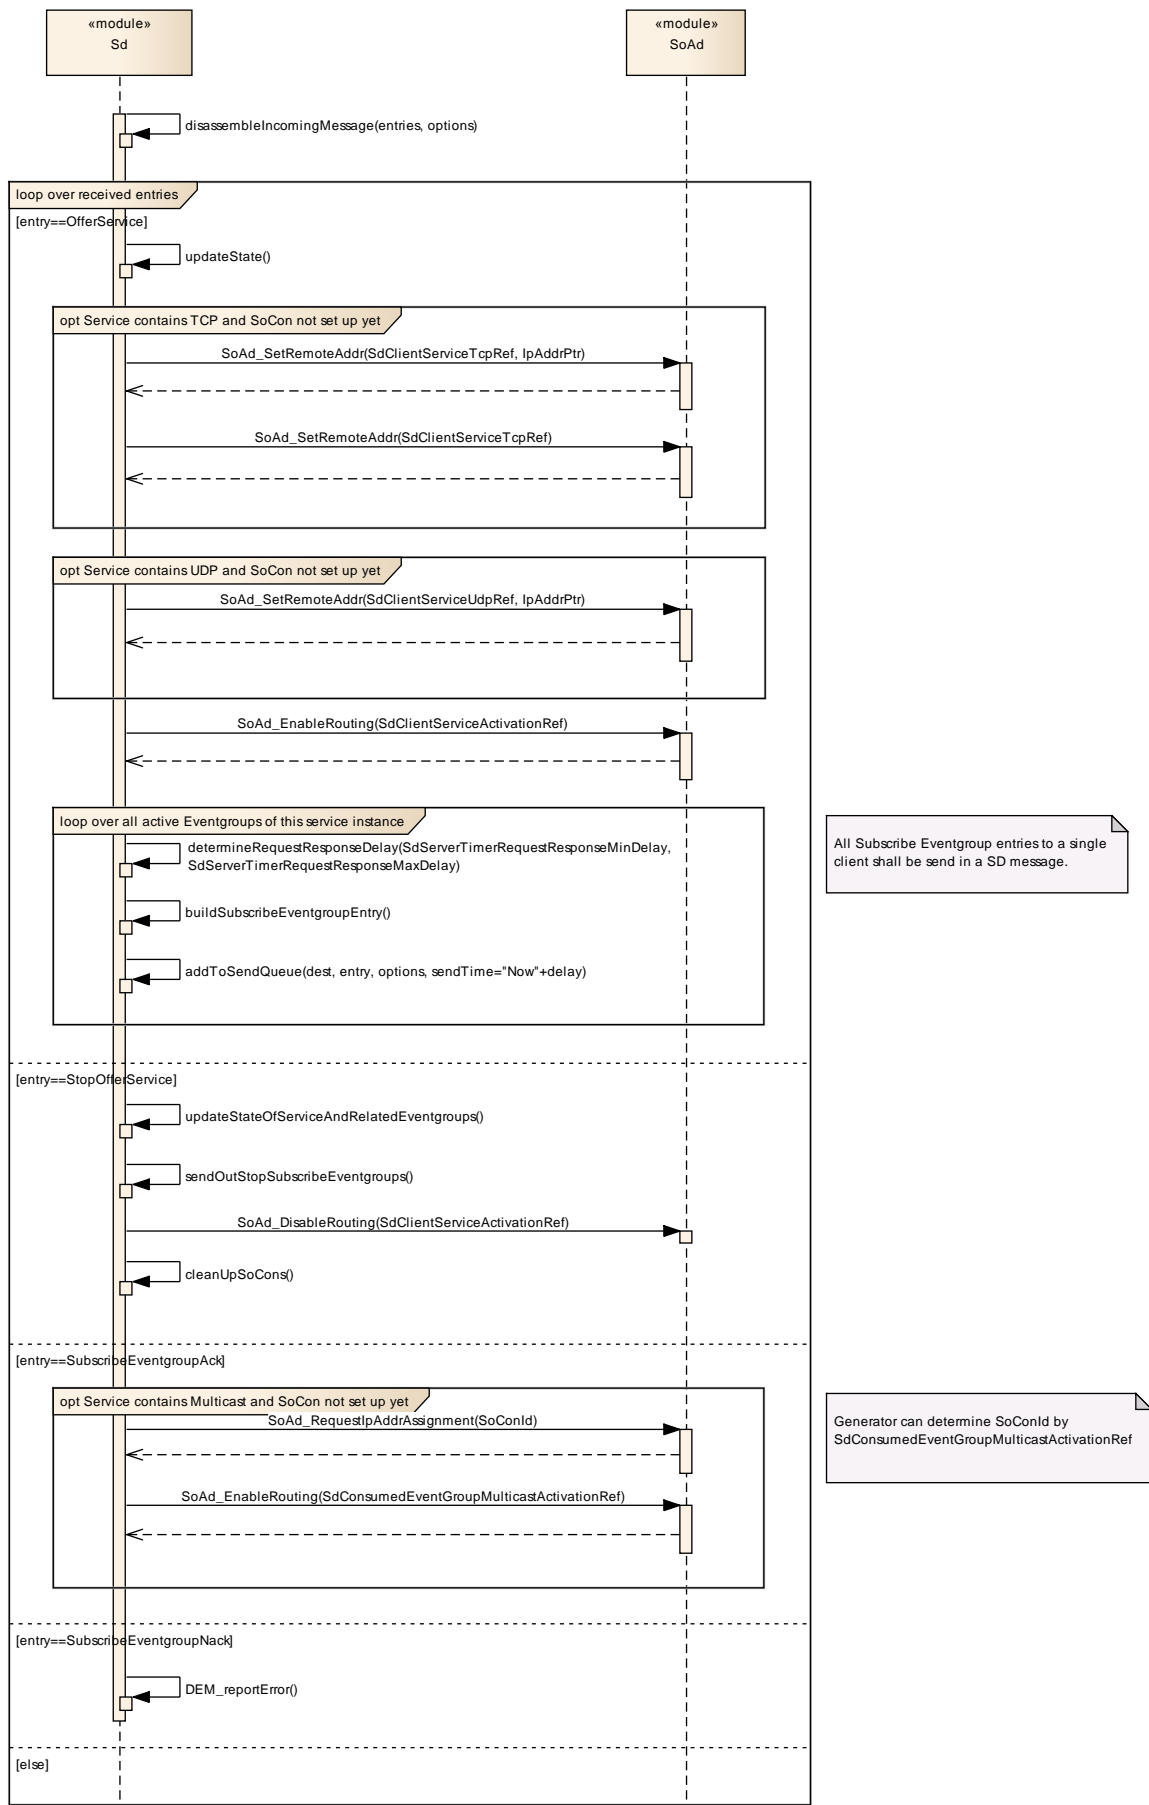 «module»
Sd
«module»
SoAd
disassembleIncomingMessage(entries, options)
loop over received entries
[entry==OfferService]
updateState()
opt Service contains TCP and SoCon not set up yet
SoAd_SetRemoteAddr(SdClientServiceTcpRef, IpAddrPtr)
SoAd_SetRemoteAddr(SdClientServiceTcpRef)
opt Service contains UDP and SoCon not set up yet
SoAd_SetRemoteAddr(SdClientServiceUdpRef, IpAddrPtr)
SoAd_EnableRouting(SdClientServiceActivationRef)
loop over all active Eventgroups of this service instance
determineRequestResponseDelay(SdServerTimerRequestResponseMinDelay,
SdServerTimerRequestResponseMaxDelay)
All Subscribe Eventgroup entries to a single
client shall be send in a SD message.
buildSubscribeEventgroupEntry()
addToSendQueue(dest, entry, options, sendTime="Now"+delay)
[entry==StopOfferService]
updateStateOfServiceAndRelatedEventgroups()
sendOutStopSubscribeEventgroups()
SoAd_DisableRouting(SdClientServiceActivationRef)
cleanUpSoCons()
[entry==SubscribeEventgroupAck]
opt Service contains Multicast and SoCon not set up yet
SoAd_RequestIpAddrAssignment(SoConId)
Generator can determine SoConId by
SdConsumedEventGroupMulticastActivationRef
SoAd_EnableRouting(SdConsumedEventGroupMulticastActivationRef)
[entry==SubscribeEventgroupNack]
DEM_reportError()
[else]